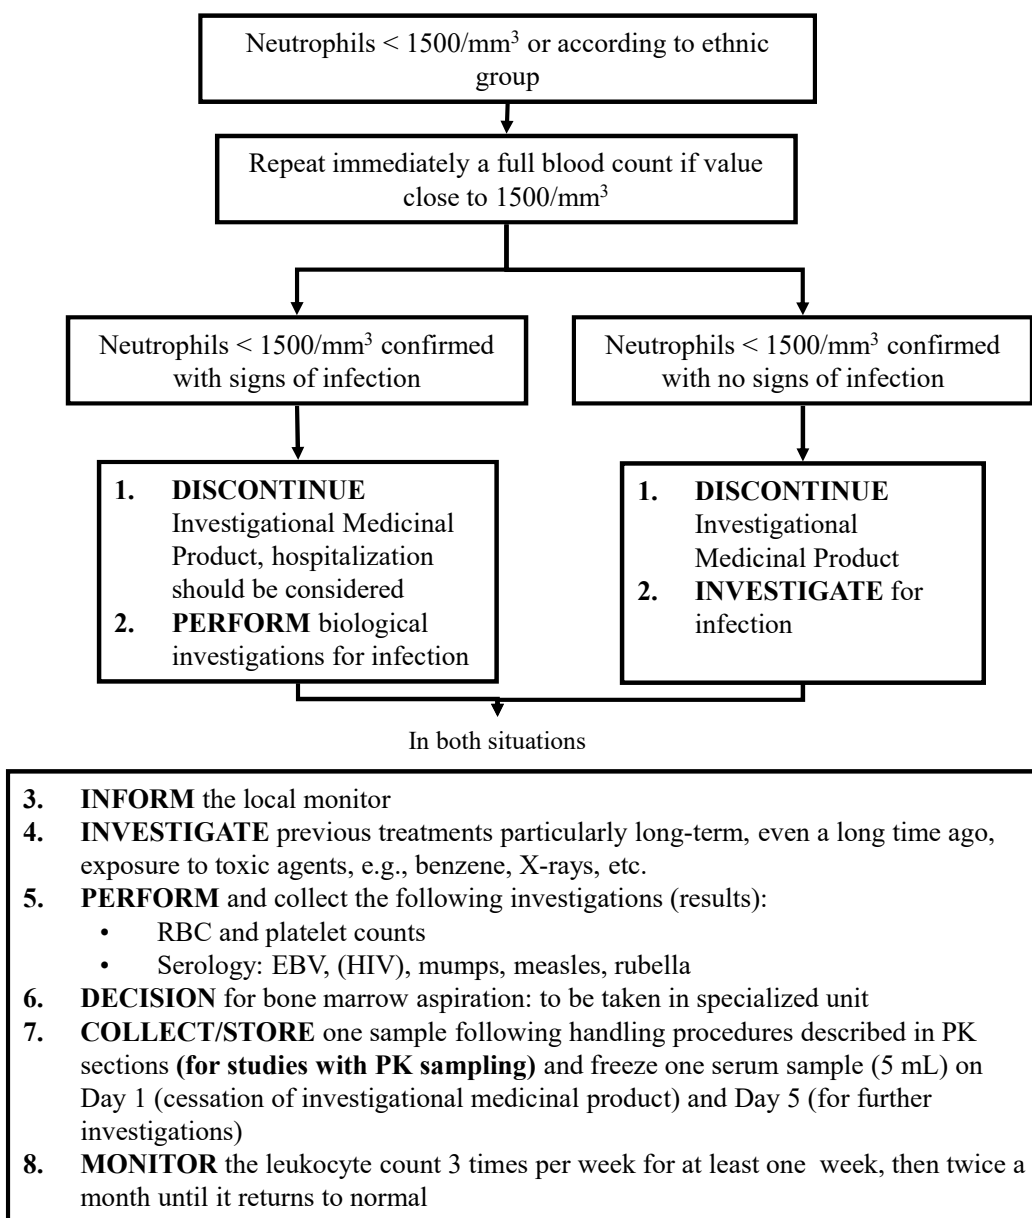 Neutrophils < 1500/mm³ or according to ethnic
group
Repeat immediately a full blood count if value
close to 1500/mm³
Neutrophils < 1500/mm³ confirmed
with signs of infection
Neutrophils < 1500/mm³ confirmed
with no signs of infection
1. DISCONTINUE
Investigational Medicinal
Product, hospitalization
should be considered
2. PERFORM biological
investigations for infection
1. DISCONTINUE
Investigational
Medicinal Product
2. INVESTIGATE for
infection
In both situations
3. INFORM the local monitor
4. INVESTIGATE previous treatments particularly long-term, even a long time ago,
exposure to toxic agents, e.g., benzene, X-rays, etc.
5. PERFORM and collect the following investigations (results):
• RBC and platelet counts
• Serology: EBV, (HIV), mumps, measles, rubella
6. DECISION for bone marrow aspiration: to be taken in specialized unit
7. COLLECT/STORE one sample following handling procedures described in PK
sections (for studies with PK sampling) and freeze one serum sample (5 mL) on
Day 1 (cessation of investigational medicinal product) and Day 5 (for further
investigations)
8. MONITOR the leukocyte count 3 times per week for at least one week, then twice a
month until it returns to normal